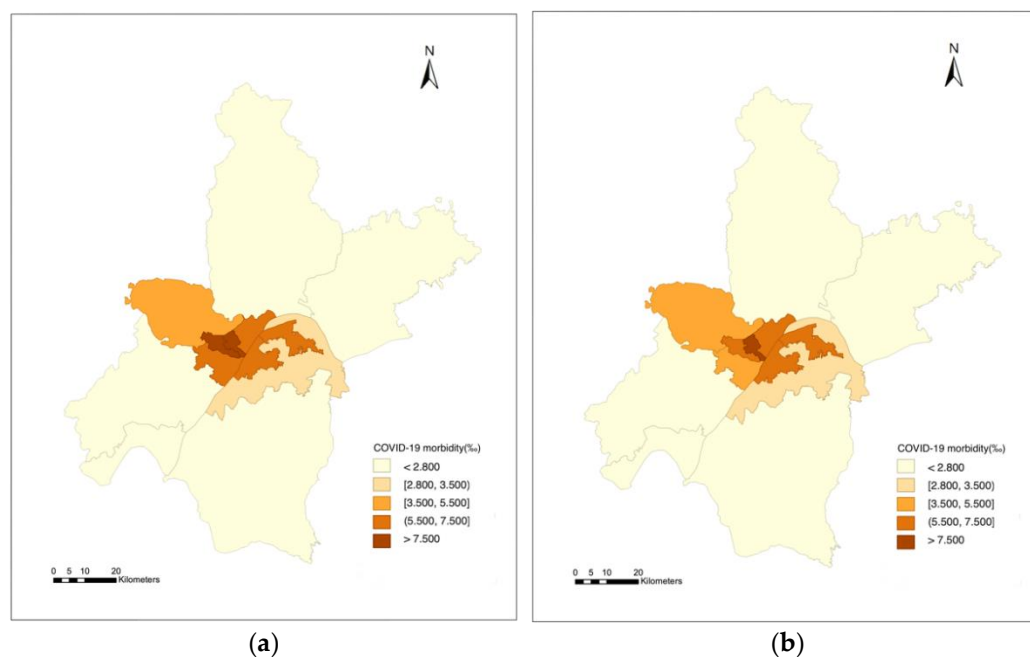 N
COVID-19 morbidity(‰)
< 2.800
[2.800, 3.500)
[3.500, 5.500]
(5.500, 7.500]
> 7.500
0 5 10 20
Kilometers
(a)
N
COVID-19 morbidity(‰)
< 2.800
[2.800, 3.500)
[3.500, 5.500]
(5.500, 7.500]
> 7.500
0 5 10 20
Kilometers
(b)